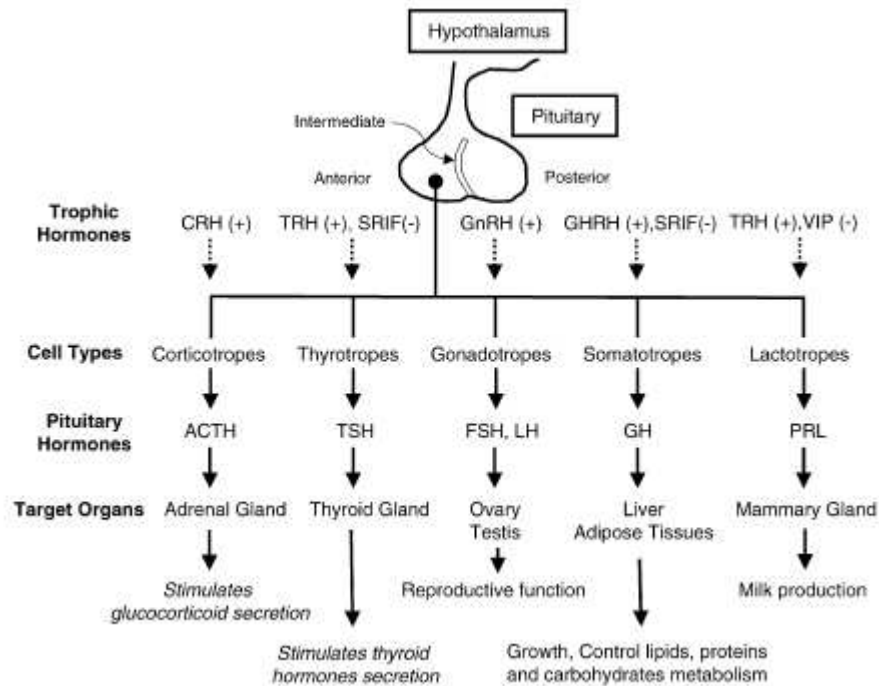 Hypothalamus
Pituitary
Intermediate
Anterior
Posterior
Trophic
Hormones
CRH (+)
TRH (+), SRIF(-)
GnRH (+)
GHRH (+),SRIF(-)
TRH (+),VIP (-)
Cell Types
Corticotropes
Thyrotropes
Gonadotropes
Somatotropes
Lactotropes
Pituitary
Hormones
ACTH
TSH
FSH, LH
GH
PRL
Target Organs
Adrenal Gland
Thyroid Gland
Ovary
Testis
Liver
Adipose Tissues
Mammary Gland
Stimulates
glucocorticoid secretion
Reproductive function
Milk production
Stimulates thyroid
hormones secretion
Growth, Control lipids, proteins
and carbohydrates metabolism